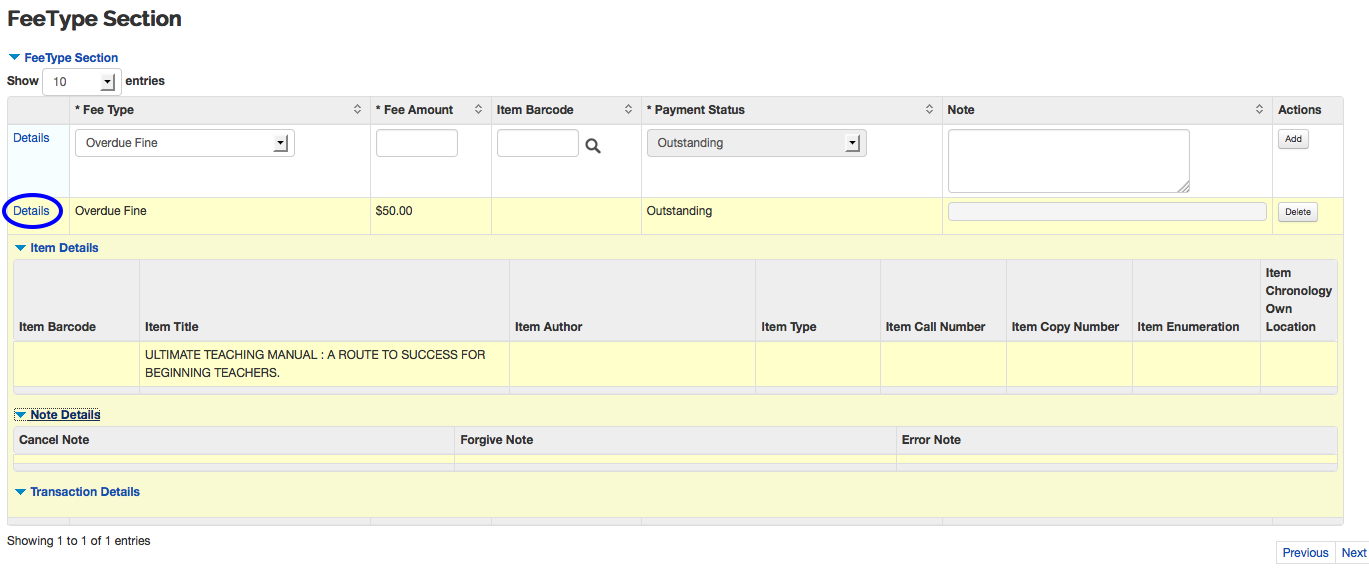 FeeType Section
FeeType Section
Show 10 entries
* Fee Type * Fee Amount Item Barcode * Payment Status Note Actions
Details Overdue Fine Outstanding Add
Details Overdue Fine $50.00 Outstanding Delete
Item Details
Item Barcode Item Title Item Author Item Type Item Call Number Item Copy Number Item Enumeration Item Chronology Own Location
ULTIMATE TEACHING MANUAL : A ROUTE TO SUCCESS FOR
BEGINNING TEACHERS.
Note Details
Cancel Note Forgive Note Error Note
Transaction Details
Showing 1 to 1 of 1 entries
Previous Next